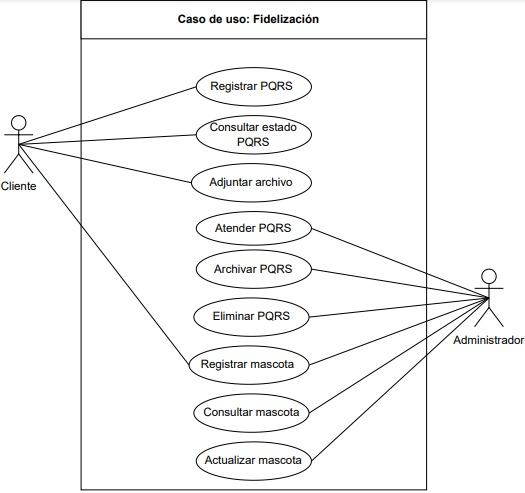 Caso de uso: Fidelización
Registrar PQRS
Consultar estado
PQRS
Cliente
Adjuntar archivo
Atender PQRS
Archivar PQRS
Eliminar PQRS
Administrador
Registrar mascota
Consultar mascota
Actualizar mascota